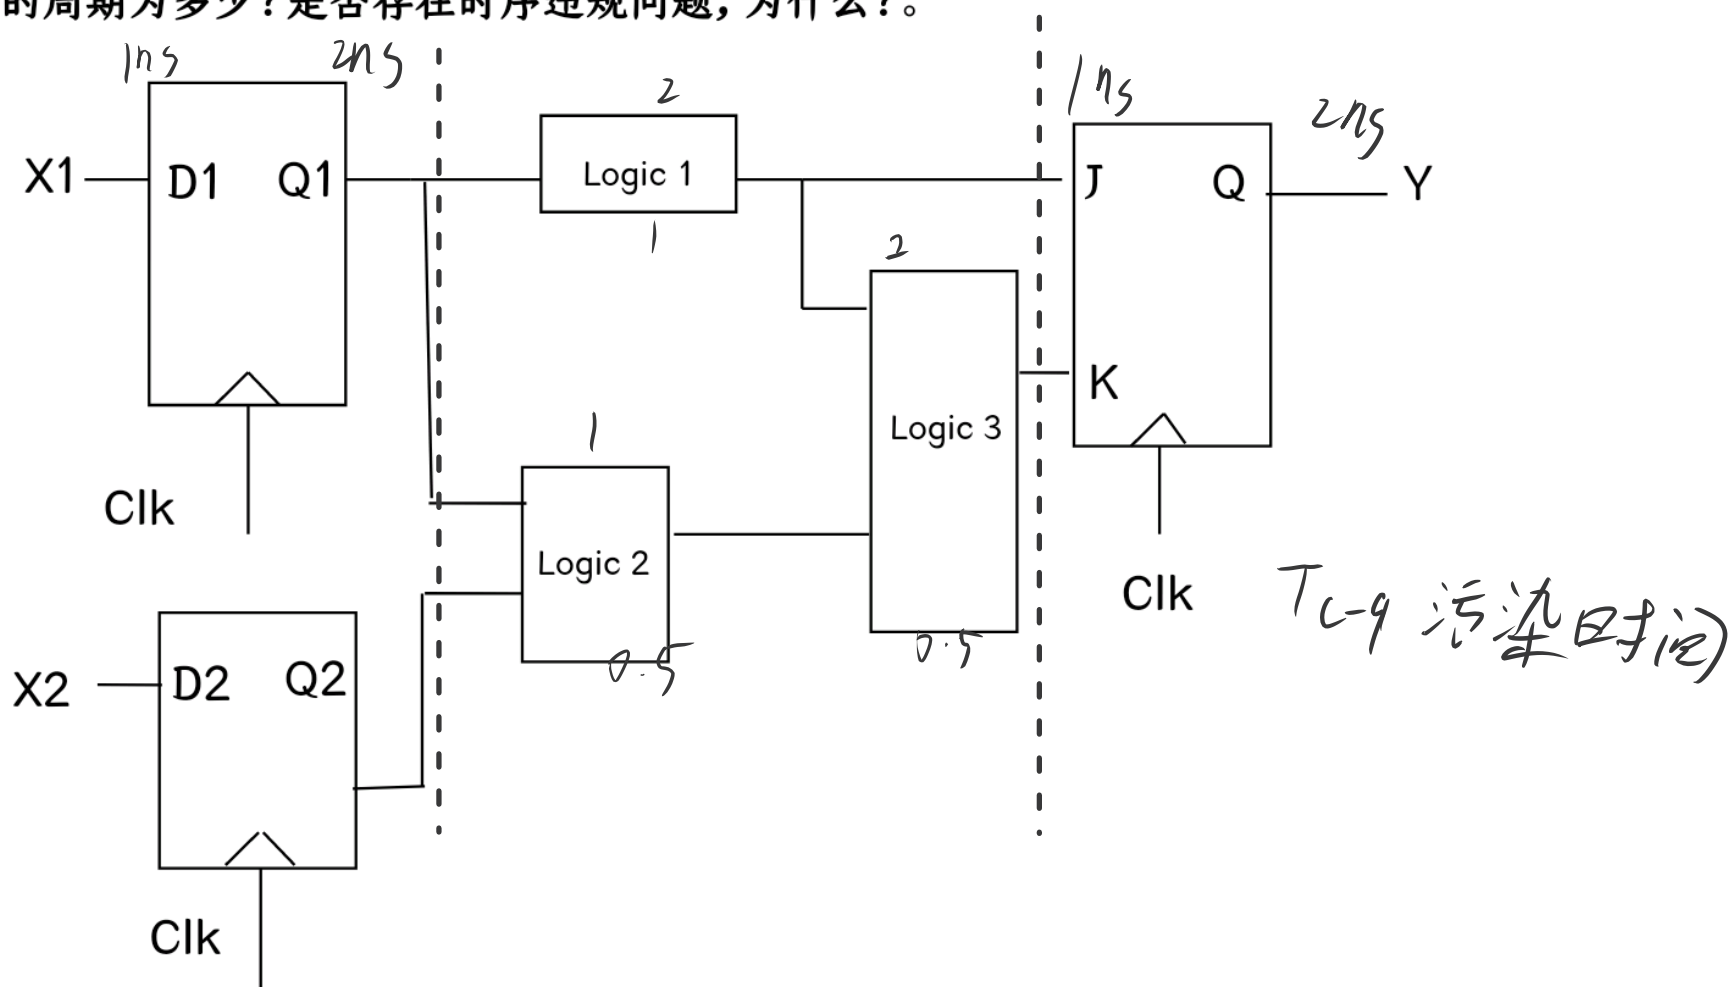 的周期为多少?是否存在时序违规问题,为什么?。
1ns 2ns
2
1ns
2ns
X1 D1 Q1 Logic 1 J Q Y
1
2
K
1
Logic 3
Clk
Logic 2
Clk
Tc-q 污染时间
0.5
0.5
X2 D2 Q2
Clk